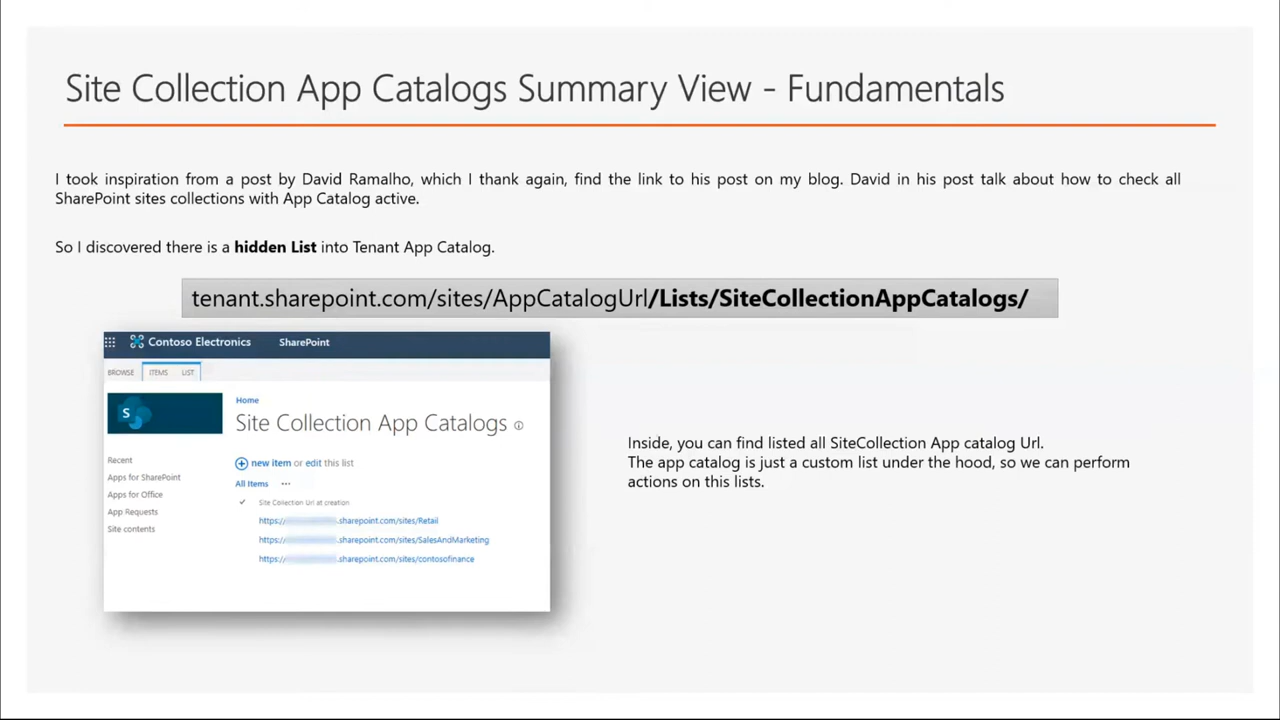 Site Collection App Catalogs Summary View - Fundamentals
I took inspiration from a post by David Ramalho, which I thank again, find the link to his post on my blog. David in his post talk about how to check all
SharePoint sites collections with App Catalog active.
So I discovered there is a hidden List into Tenant App Catalog.
tenant.sharepoint.com/sites/AppCatalogUrl/Lists/SiteCollectionAppCatalogs/
Contoso Electronics SharePoint
BROWSE ITEMS LIST
S
Home
Site Collection App Catalogs
Recent
Apps for SharePoint
Apps for Office
App Requests
Site contents
new item or edit this list
All Items ...
Site Collection Url at creation
https:// .sharepoint.com/sites/Retail
https:// .sharepoint.com/sites/SalesAndMarketing
https:// .sharepoint.com/sites/contosofinance
Inside, you can find listed all SiteCollection App catalog Url.
The app catalog is just a custom list under the hood, so we can perform
actions on this lists.